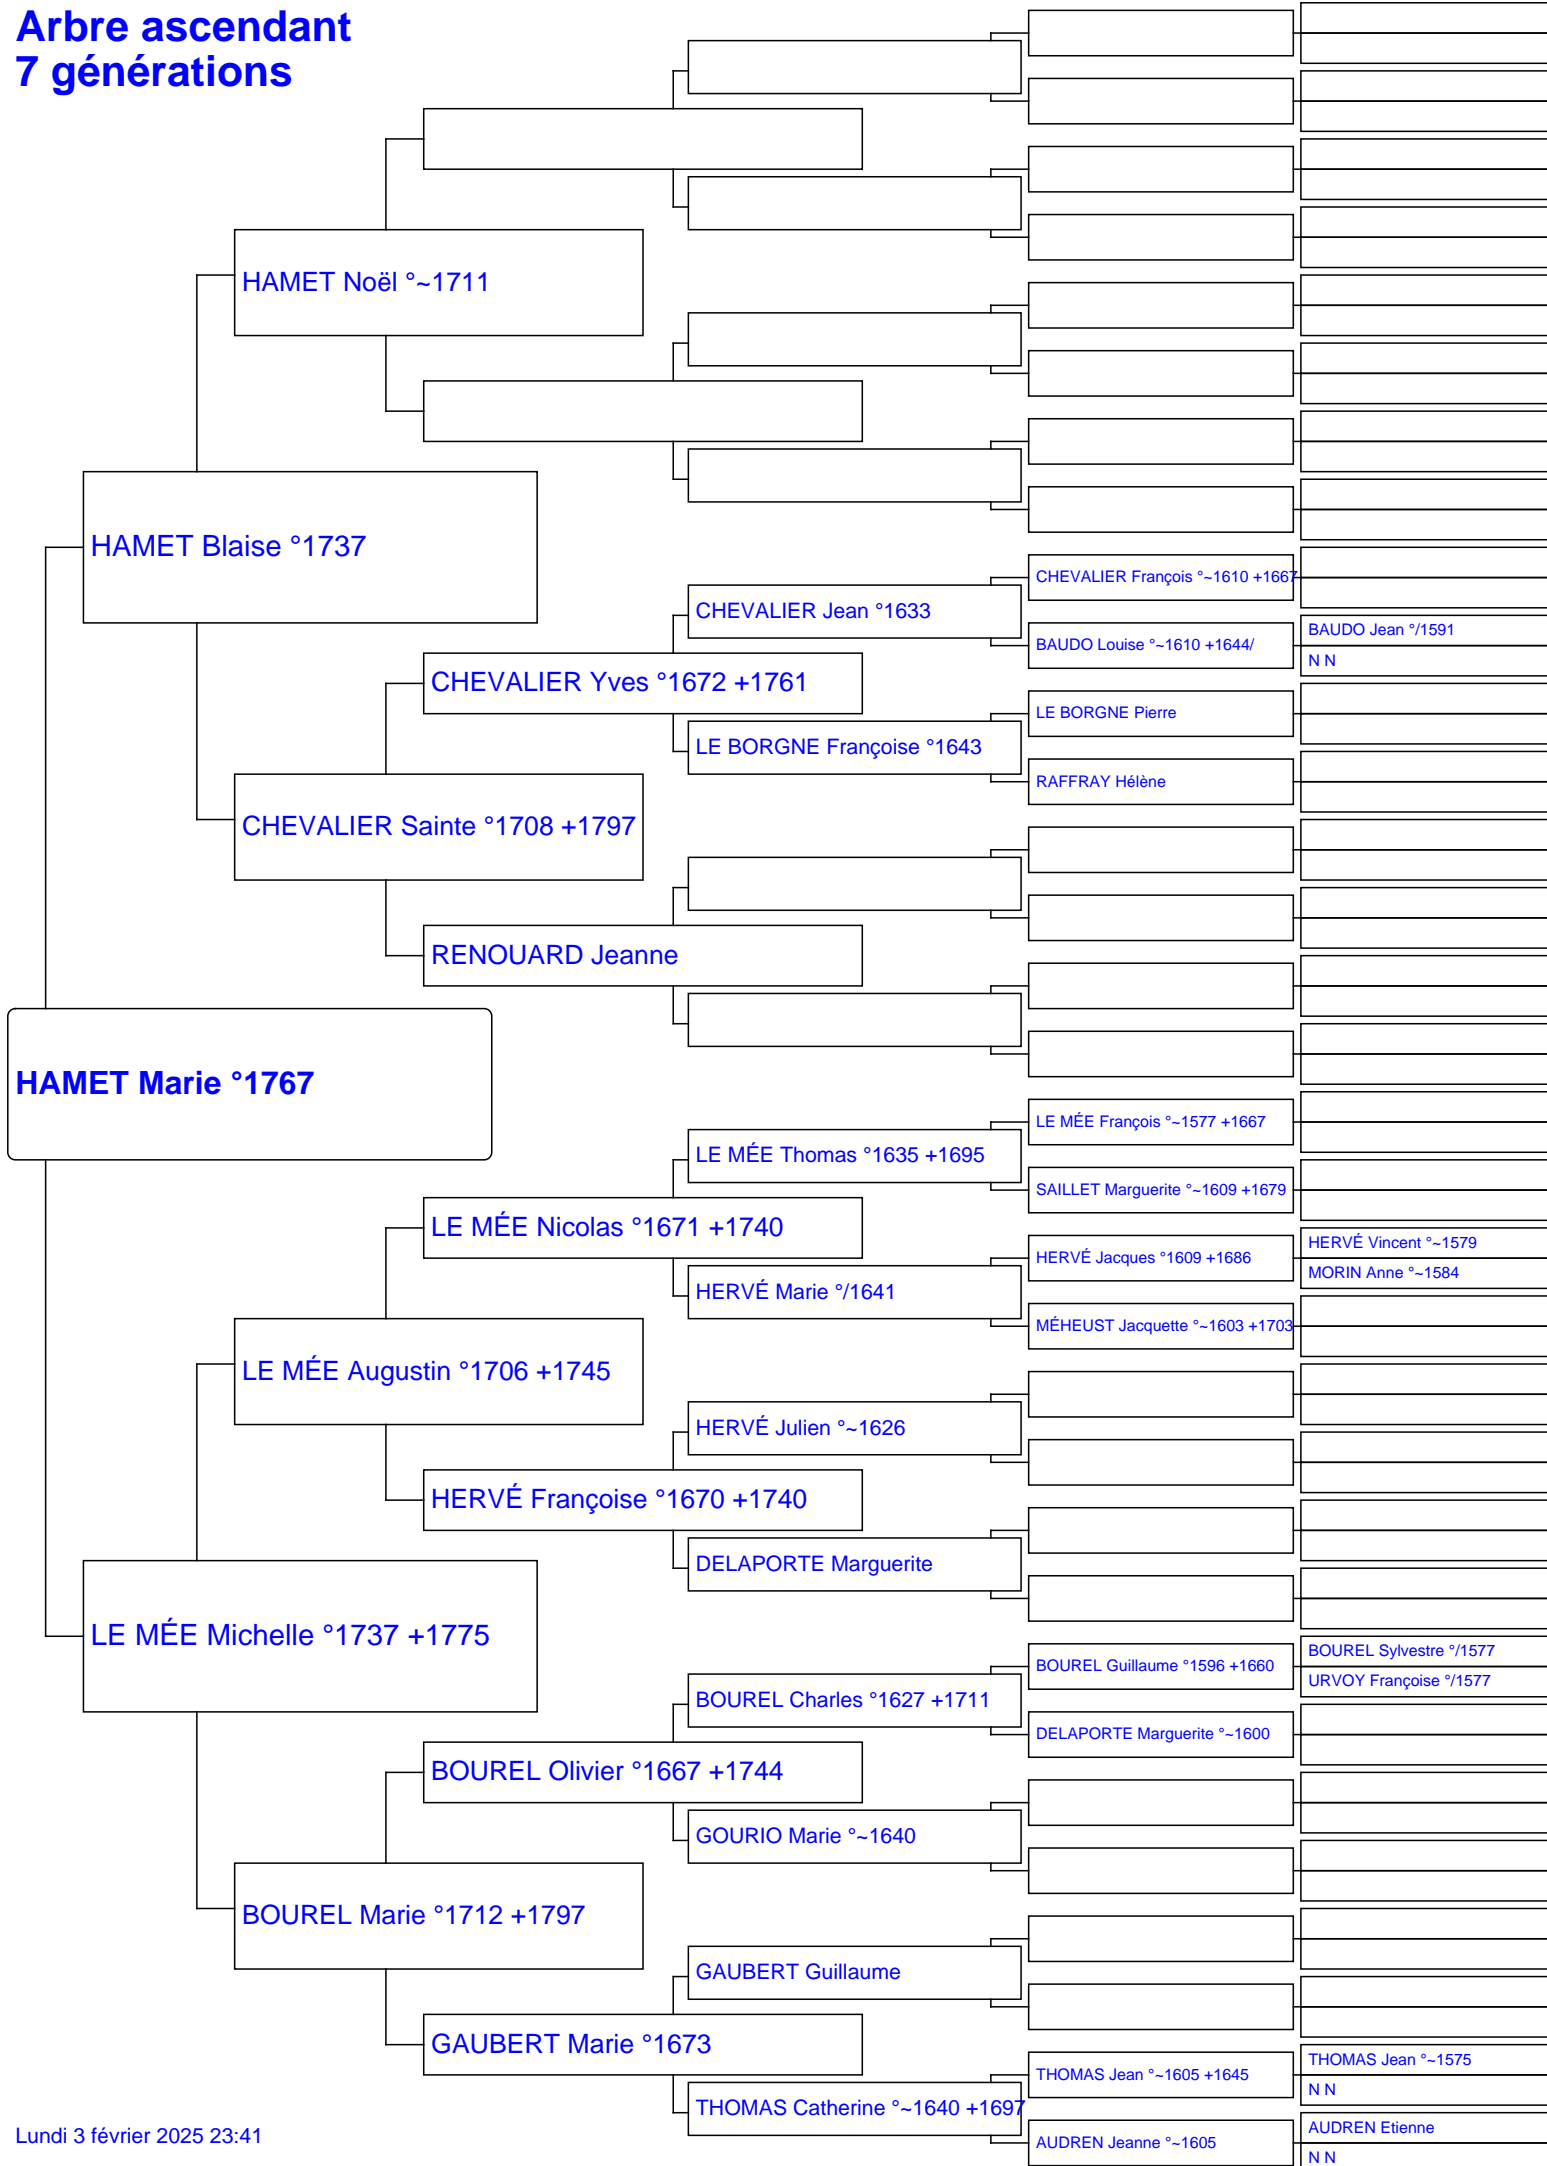 Arbre ascendant
7 générations
HAMET Noël °~1711
HAMET Blaise °1737
CHEVALIER François °~1610 +1667
CHEVALIER Jean °1633
BAUDO Jean °/1591
BAUDO Louise °~1610 +1644/
N N
CHEVALIER Yves °1672 +1761
LE BORGNE Pierre
LE BORGNE Françoise °1643
RAFFRAY Hélène
CHEVALIER Sainte °1708 +1797
RENOUARD Jeanne
HAMET Marie °1767
LE MÉE François °~1577 +1667
LE MÉE Thomas °1635 +1695
SAILLET Marguerite °~1609 +1679
LE MÉE Nicolas °1671 +1740
HERVÉ Vincent °~1579
HERVÉ Jacques °1609 +1686
MORIN Anne °~1584
HERVÉ Marie °/1641
MÉHEUST Jacquette °~1603 +1703
LE MÉE Augustin °1706 +1745
HERVÉ Julien °~1626
HERVÉ Françoise °1670 +1740
DELAPORTE Marguerite
LE MÉE Michelle °1737 +1775
BOUREL Sylvestre °/1577
BOUREL Guillaume °1596 +1660
URVOY Françoise °/1577
BOUREL Charles °1627 +1711
DELAPORTE Marguerite °~1600
BOUREL Olivier °1667 +1744
GOURIO Marie °~1640
BOUREL Marie °1712 +1797
GAUBERT Guillaume
GAUBERT Marie °1673
THOMAS Jean °~1575
THOMAS Jean °~1605 +1645
N N
THOMAS Catherine °~1640 +1697
AUDREN Etienne
AUDREN Jeanne °~1605
N N
Lundi 3 février 2025 23:41